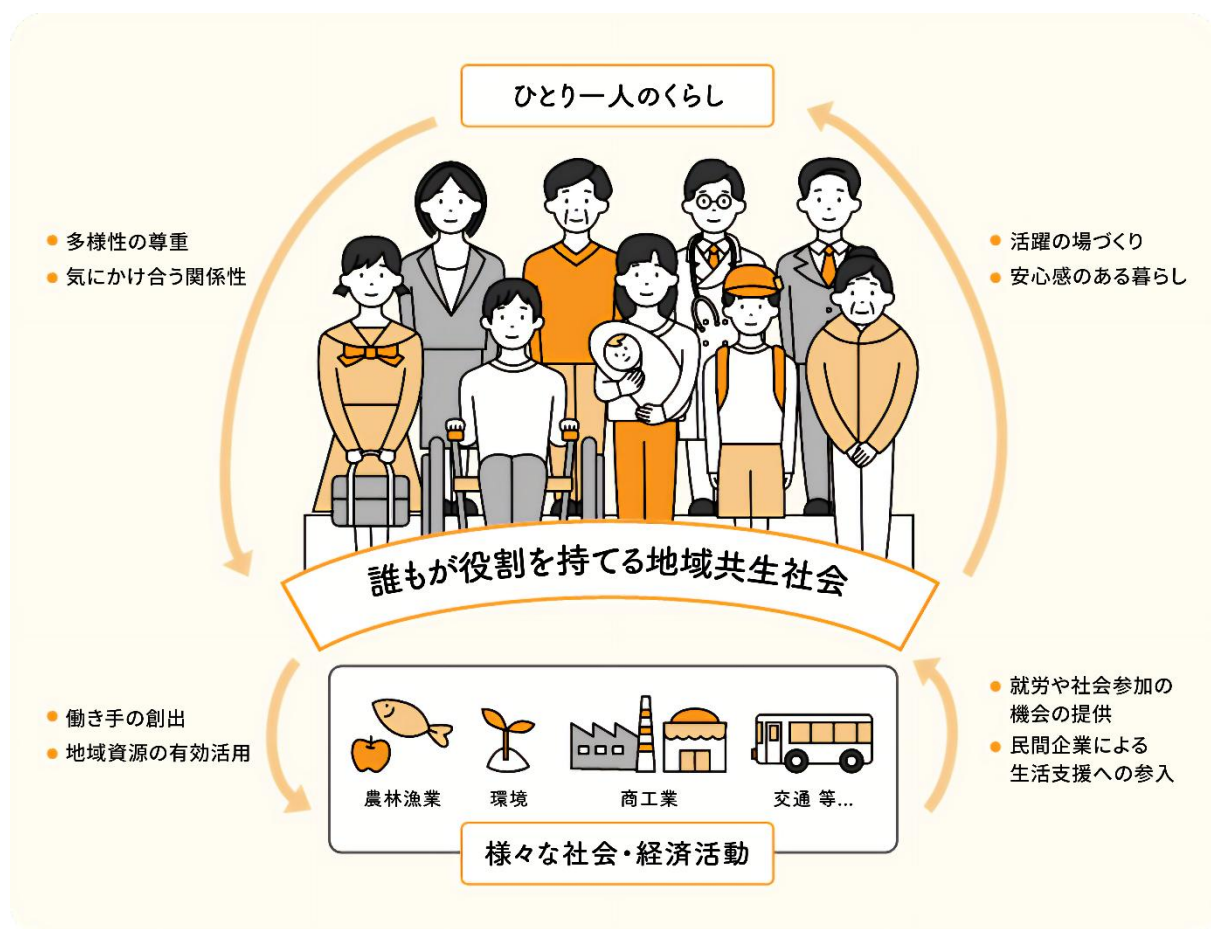 ひとり一人のくらし
多様性の尊重
気にかけ合う関係性
活躍の場づくり
安心感のある暮らし
誰もが役割を持てる地域共生社会
働き手の創出
地域資源の有効活用
就労や社会参加の
機会の提供
民間企業による
生活支援への参入
農林漁業
環境
商工業
交通 等...
様々な社会・経済活動